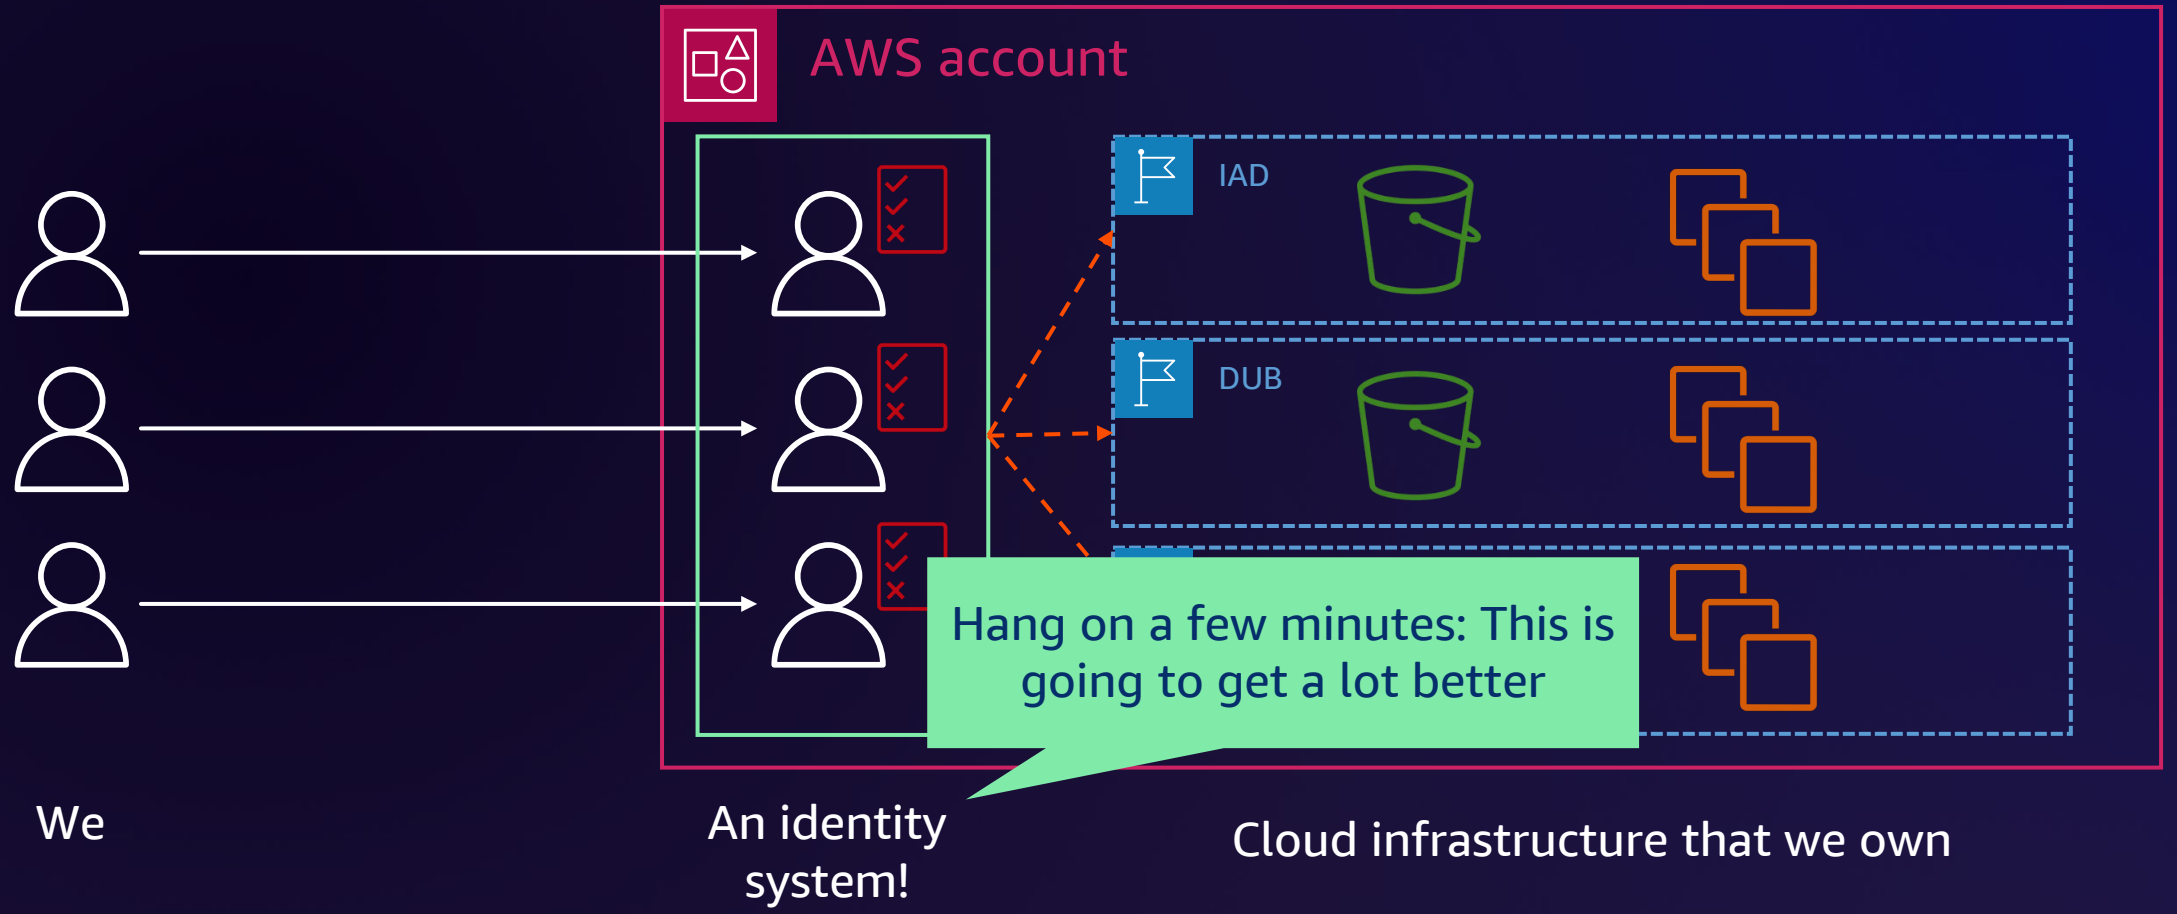 AWS account
IAD
DUB
Hang on a few minutes: This is
going to get a lot better
We
An identity
system!
Cloud infrastructure that we own